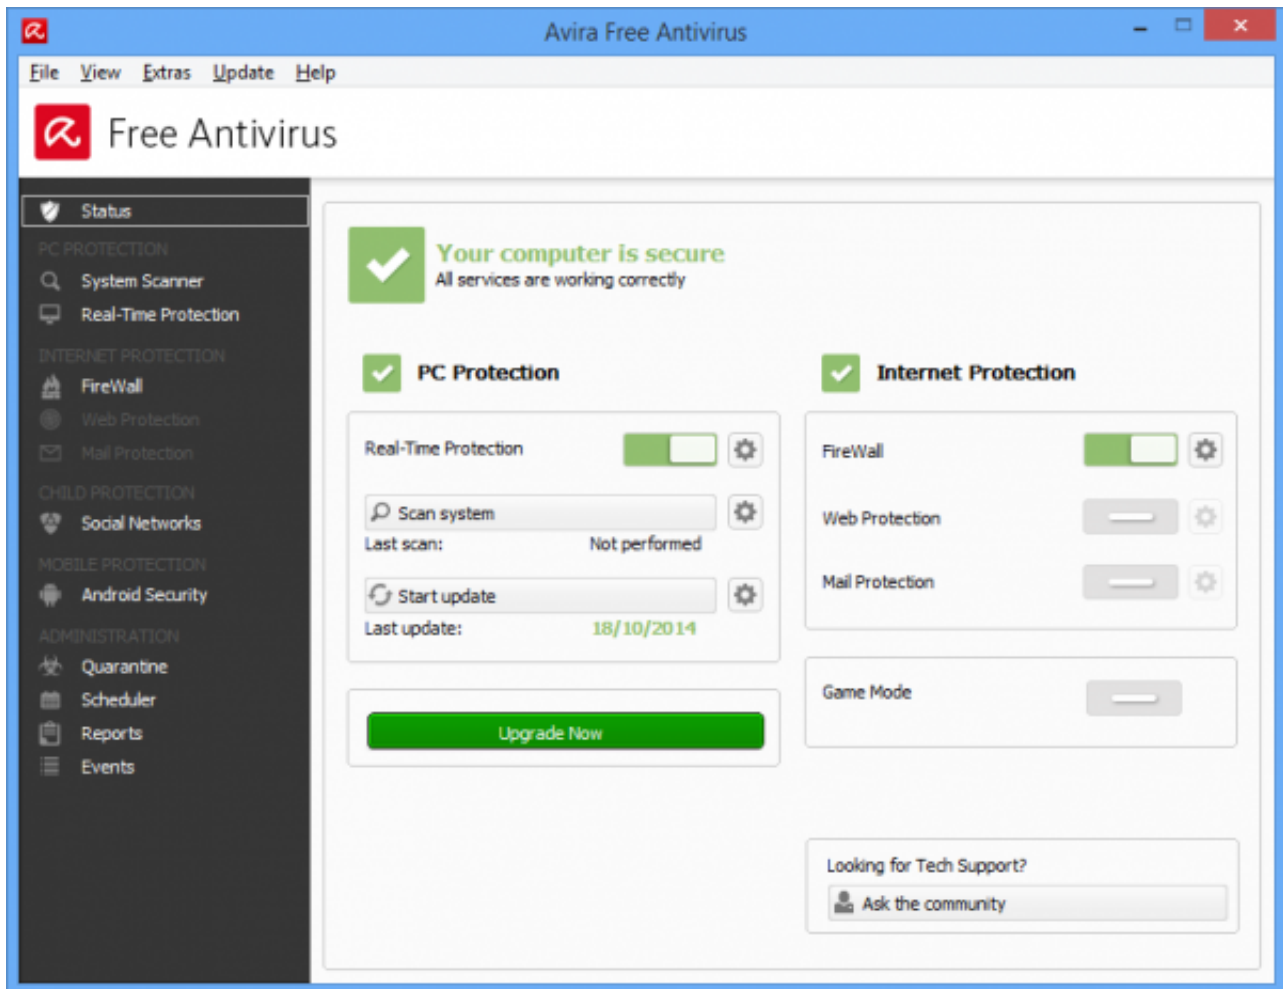 Avira Free Antivirus
File View Extras Update Help
Free Antivirus
Status
PC PROTECTION
System Scanner
Real-Time Protection
INTERNET PROTECTION
FireWall
Web Protection
Mail Protection
CHILD PROTECTION
Social Networks
MOBILE PROTECTION
Android Security
ADMINISTRATION
Quarantine
Scheduler
Reports
Events
Your computer is secure
All services are working correctly
PC Protection
Real-Time Protection
Scan system
Last scan: Not performed
Start update
Last update: 18/10/2014
Upgrade Now
Internet Protection
FireWall
Web Protection
Mail Protection
Game Mode
Looking for Tech Support?
Ask the community